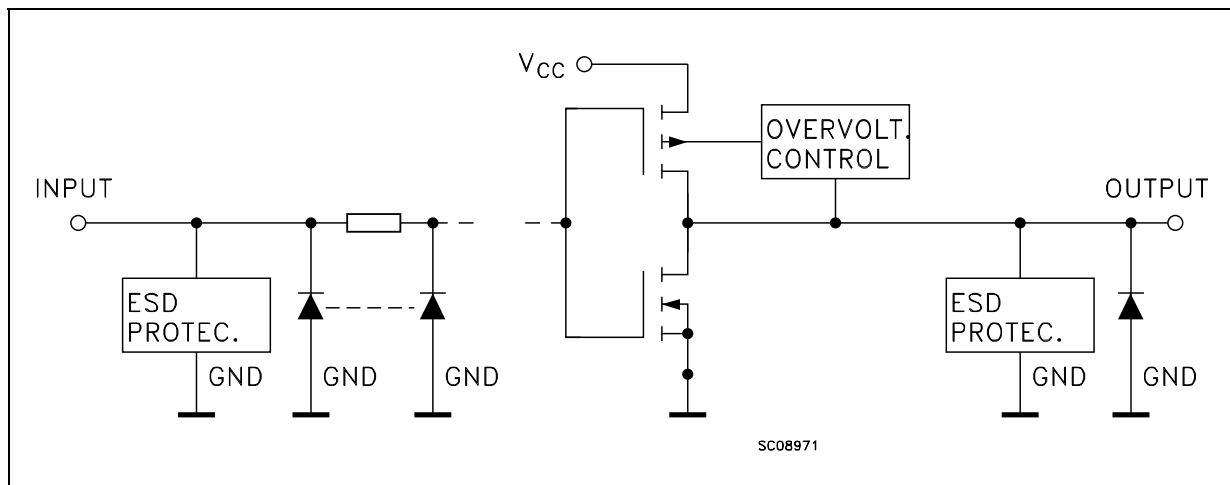 VCC
OVERVOLT.
CONTROL
INPUT
OUTPUT
ESD
PROTEC.
ESD
PROTEC.
GND
GND
GND
GND
GND
SC08971